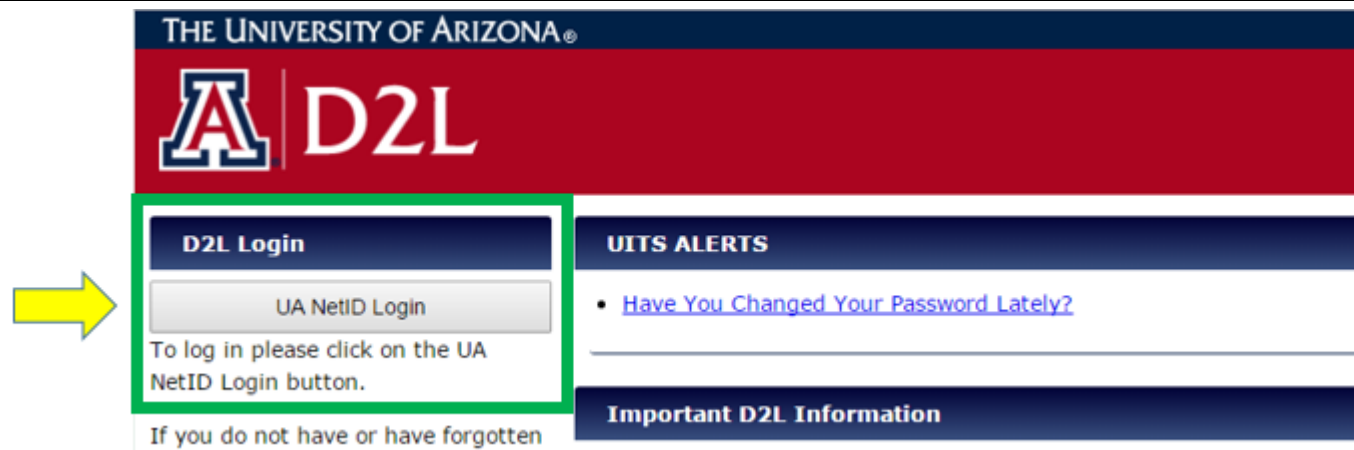 THE UNIVERSITY OF ARIZONA®
A D2L
D2L Login
UA NetID Login
To log in please click on the UA
NetID Login button.
If you do not have or have forgotten
UITS ALERTS
Have You Changed Your Password Lately?
Important D2L Information